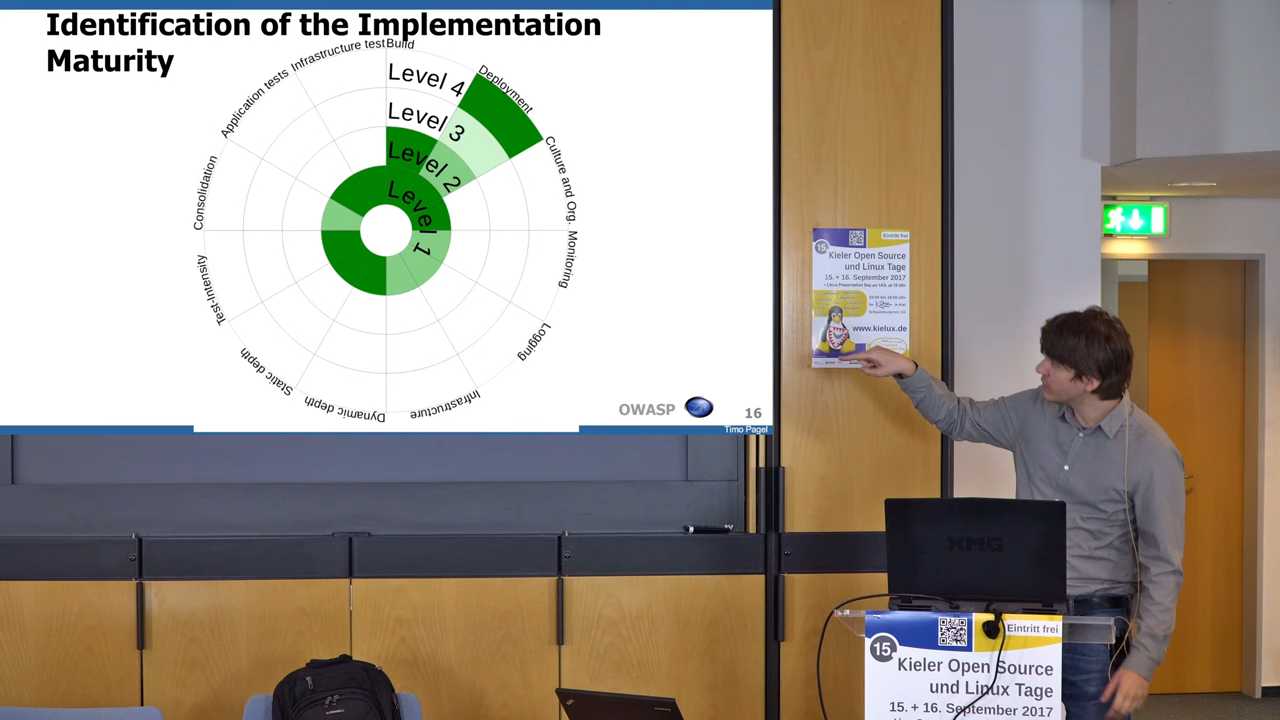 Identification of the Implementation
Maturity
Infrastructure test
Build
Deployment
Culture and Org.
Monitoring
Logging
Infrastructure
Dynamic depth
Static depth
Test-Intensity
Consolidation
Application tests
Level 4
Level 3
Level 2
Level 1
OWASP
16
Timo Pagel
Eintritt frei
15.
Kieler Open Source
und Linux Tage
15. + 16. September 2017
www.kielux.de
XMG
Eintritt frei
15.
Kieler Open Source
und Linux Tage
15. + 16. September 2017